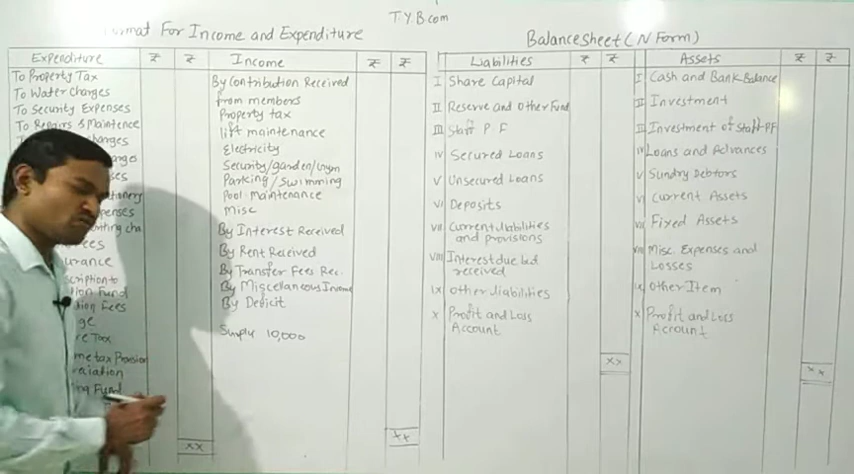 T.Y.B com
Format For Income and Expenditure
Expenditure ₹ ₹ Income ₹ ₹
To Property Tax
To Water Charges
To Security Expenses
To Repairs & Maintence
By Contribution Received
from members
Property tax
lift maintenance
Electricity
Security/garden/Gym
Parking/Swimming
Pool Maintenance
Misc
By Interest Received
By Rent Received
By Transfer Fees Rec.
By Miscellaneous Income
By Deficit
Simply 10,000
xx
xx
Balance sheet (N Form)
Liabilities ₹ ₹ Assets ₹ ₹
I Share Capital
II Reserve and Other Fund
III Staff P.F
IV Secured Loans
V Unsecured Loans
VI Deposits
VII Current liabilities
and provisions
VIII Interest due but
received
IX Other liabilities
X Profit and Loss
Account
xx
I Cash and Bank Balance
II Investment
III Investment of Staff PF
IV Loans and Advances
V Sundry Debtors
VI Current Assets
VII Fixed Assets
VIII Misc. Expenses and
Losses
IX Other Item
X Profit and Loss
Account
xx